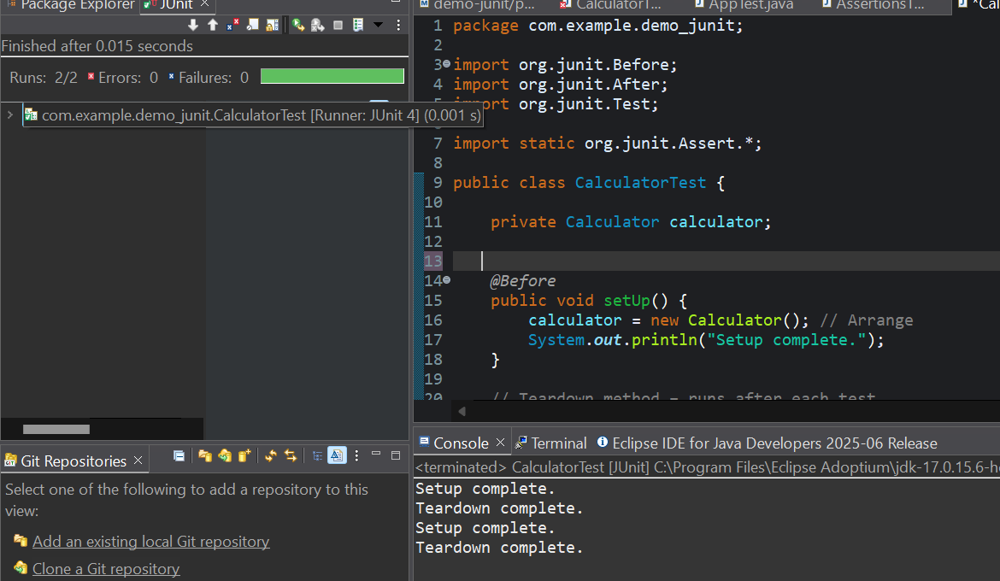 Package Explorer
JUnit
Finished after 0.015 seconds
Runs: 2/2
Errors: 0
Failures: 0
com.example.demo_junit.CalculatorTest [Runner: JUnit 4] (0.001 s)
demo-junit/p...
CalculatorT...
AppTest.java
AssertionsT...
*Cal
1 package com.example.demo_junit;
2
3 import org.junit.Before;
4 import org.junit.After;
5 import org.junit.Test;
7 import static org.junit.Assert.*;
8
9 public class CalculatorTest {
10
11 private Calculator calculator;
12
13
14 @Before
15 public void setUp() {
16 calculator = new Calculator(); // Arrange
17 System.out.println("Setup complete.");
18 }
19
20 // Teardown method - runs after each test
Git Repositories
Select one of the following to add a repository to this
view:
Add an existing local Git repository
Clone a Git repository
Console
Terminal
Eclipse IDE for Java Developers 2025-06 Release
<terminated> CalculatorTest [JUnit] C:\Program Files\Eclipse Adoptium\jdk-17.0.15.6-ho
Setup complete.
Teardown complete.
Setup complete.
Teardown complete.